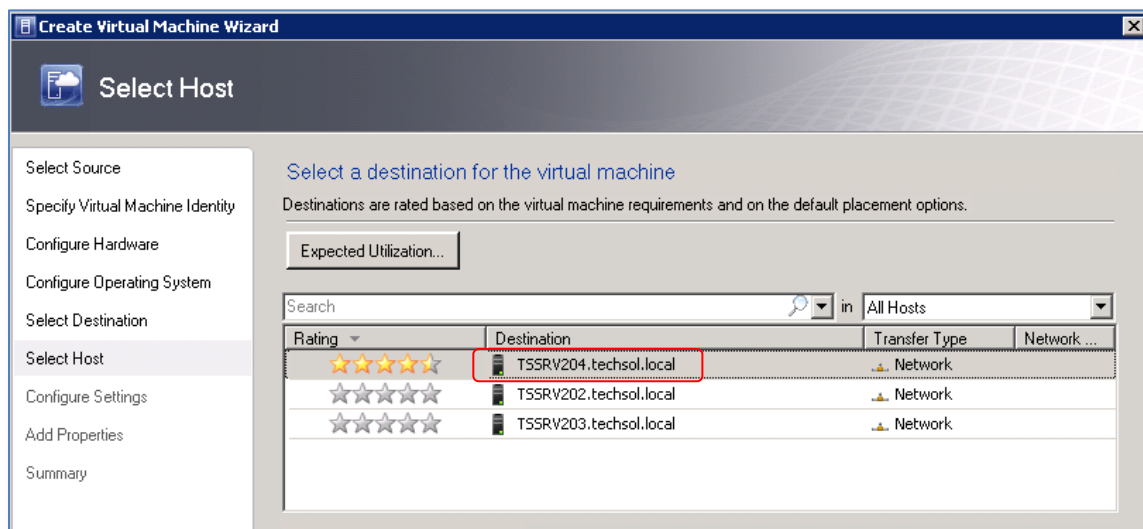 Create Virtual Machine Wizard
Select Host
Select Source
Specify Virtual Machine Identity
Configure Hardware
Configure Operating System
Select Destination
Select Host
Configure Settings
Add Properties
Summary
Select a destination for the virtual machine
Destinations are rated based on the virtual machine requirements and on the default placement options.
Expected Utilization...
Search in All Hosts
Rating Destination Transfer Type Network ...
TSSRV204.techsol.local Network
TSSRV202.techsol.local Network
TSSRV203.techsol.local Network